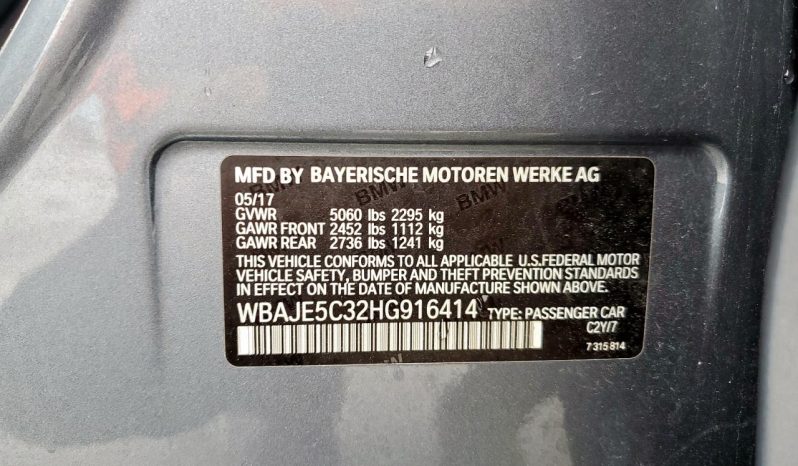 MFD BY BAYERISCHE MOTOREN WERKE AG
05/17
GVWR 5060 lbs 2295 kg
GAWR FRONT 2452 lbs 1112 kg
GAWR REAR 2736 lbs 1241 kg
THIS VEHICLE CONFORMS TO ALL APPLICABLE U.S.FEDERAL MOTOR
VEHICLE SAFETY, BUMPER AND THEFT PREVENTION STANDARDS
IN EFFECT ON THE DATE OF MANUFACTURE SHOWN ABOVE.
WBAJE5C32HG916414 TYPE: PASSENGER CAR
C2Y/7
7 315 814
BMW
BMW
BMW